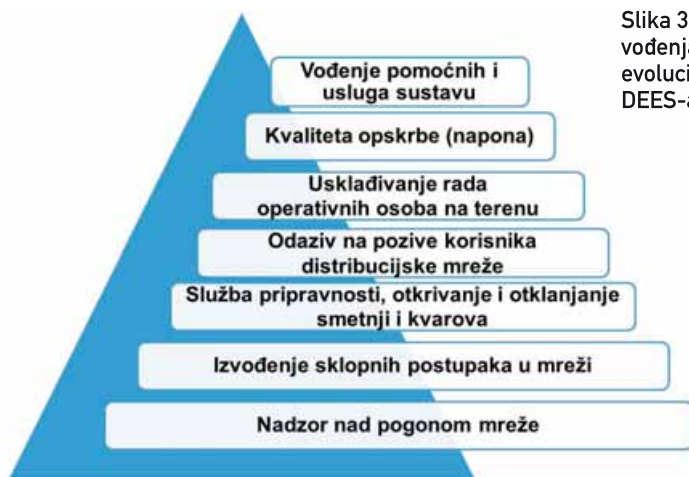 Slika 3
vođenja
evoluci
DEES-a
Vođenje pomoćnih i
usluga sustavu
Kvaliteta opskrbe (napona)
Usklađivanje rada
operativnih osoba na terenu
Odaziv na pozive korisnika
distribucijske mreže
Služba pripravnosti, otkrivanje i otklanjanje
smetnji i kvarova
Izvođenje sklopnih postupaka u mreži
Nadzor nad pogonom mreže